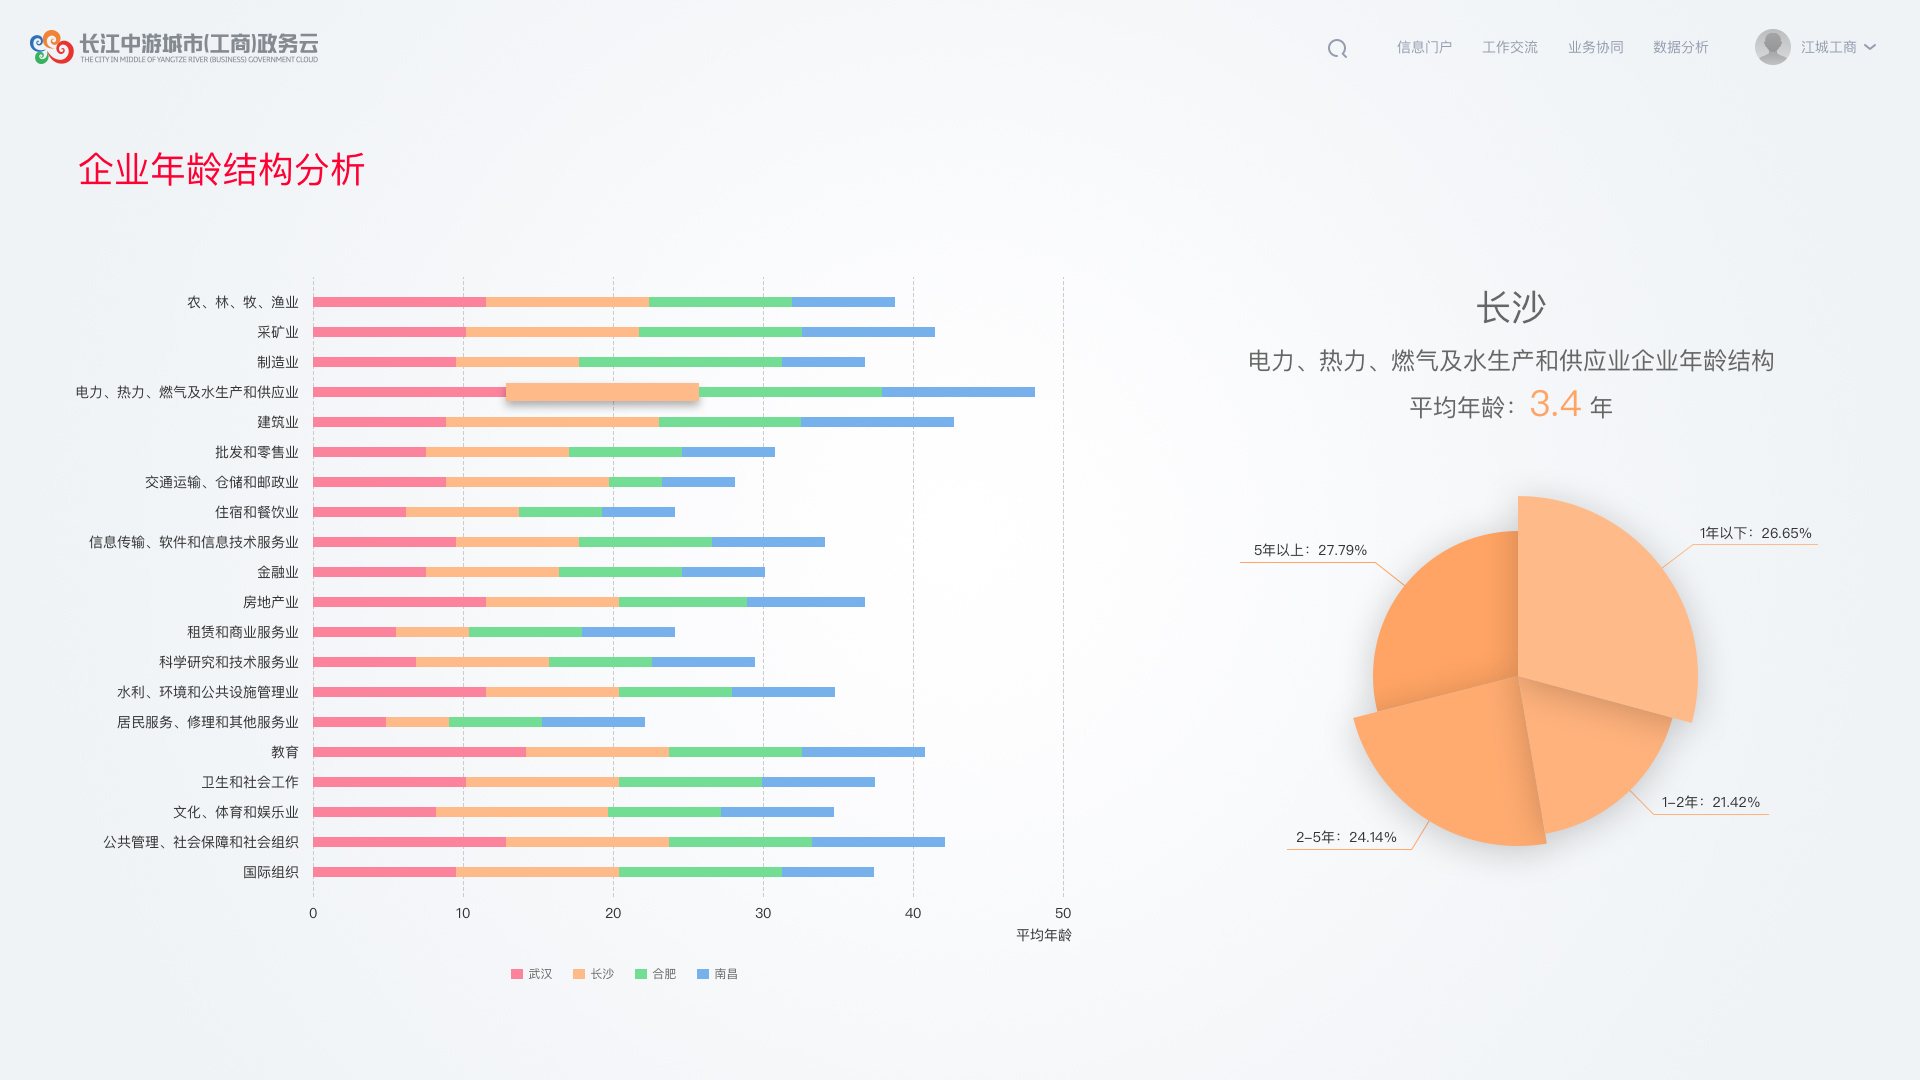 长江中游城市(工商)政务云
THE CITY IN MIDDLE OF YANGTZE RIVER (BUSINESS) GOVERNMENT CLOUD
信息门户 工作交流 业务协同 数据分析 江城工商
企业年龄结构分析
农、林、牧、渔业
采矿业
制造业
电力、热力、燃气及水生产和供应业
建筑业
批发和零售业
交通运输、仓储和邮政业
住宿和餐饮业
信息传输、软件和信息技术服务业
金融业
房地产业
租赁和商业服务业
科学研究和技术服务业
水利、环境和公共设施管理业
居民服务、修理和其他服务业
教育
卫生和社会工作
文化、体育和娱乐业
公共管理、社会保障和社会组织
国际组织
0 10 20 30 40 50
平均年龄
武汉 长沙 合肥 南昌
长沙
电力、热力、燃气及水生产和供应业企业年龄结构
平均年龄：3.4 年
1年以下：26.65%
5年以上：27.79%
1-2年：21.42%
2-5年：24.14%